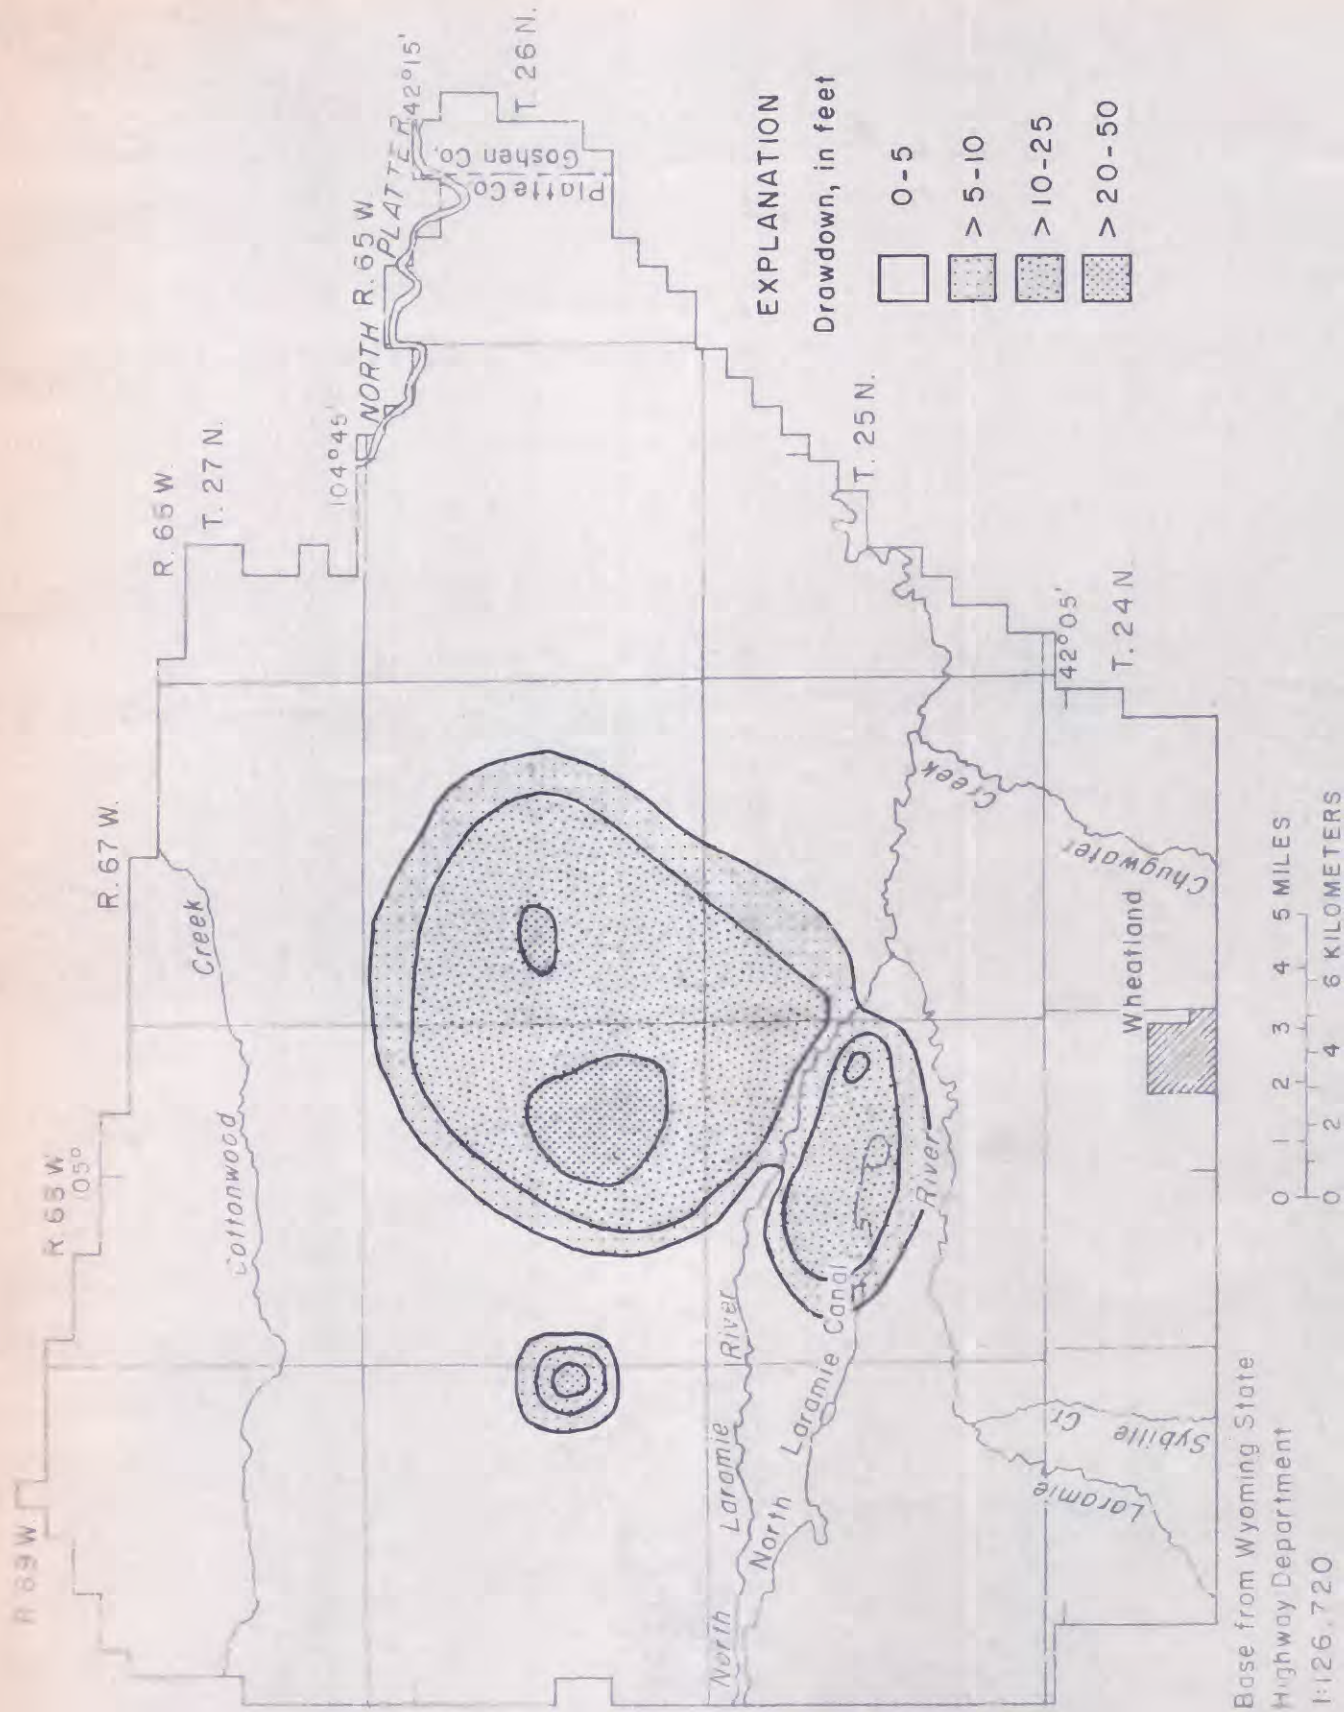 R 69 W
R 68 W
05°
R. 67 W.
R. 66 W.
T. 27 N.
104°45'
R. 65 W.
NORTH PLATTE R
42°15'
T. 26 N.
Platte Co
Goshen Co.
Cottonwood
Creek
North
Laramie
River
North
Laramie
Canal
River
Creek
Chugwater
T. 25 N.
42°05'
T. 24 N.
Laramie
Sybille
Cr
Wheatland
EXPLANATION
Drawdown, in feet
0-5
> 5-10
> 10-25
> 20-50
Base from Wyoming State
Highway Department
1:126,720
0 1 2 3 4 5 MILES
0 2 4 6 KILOMETERS